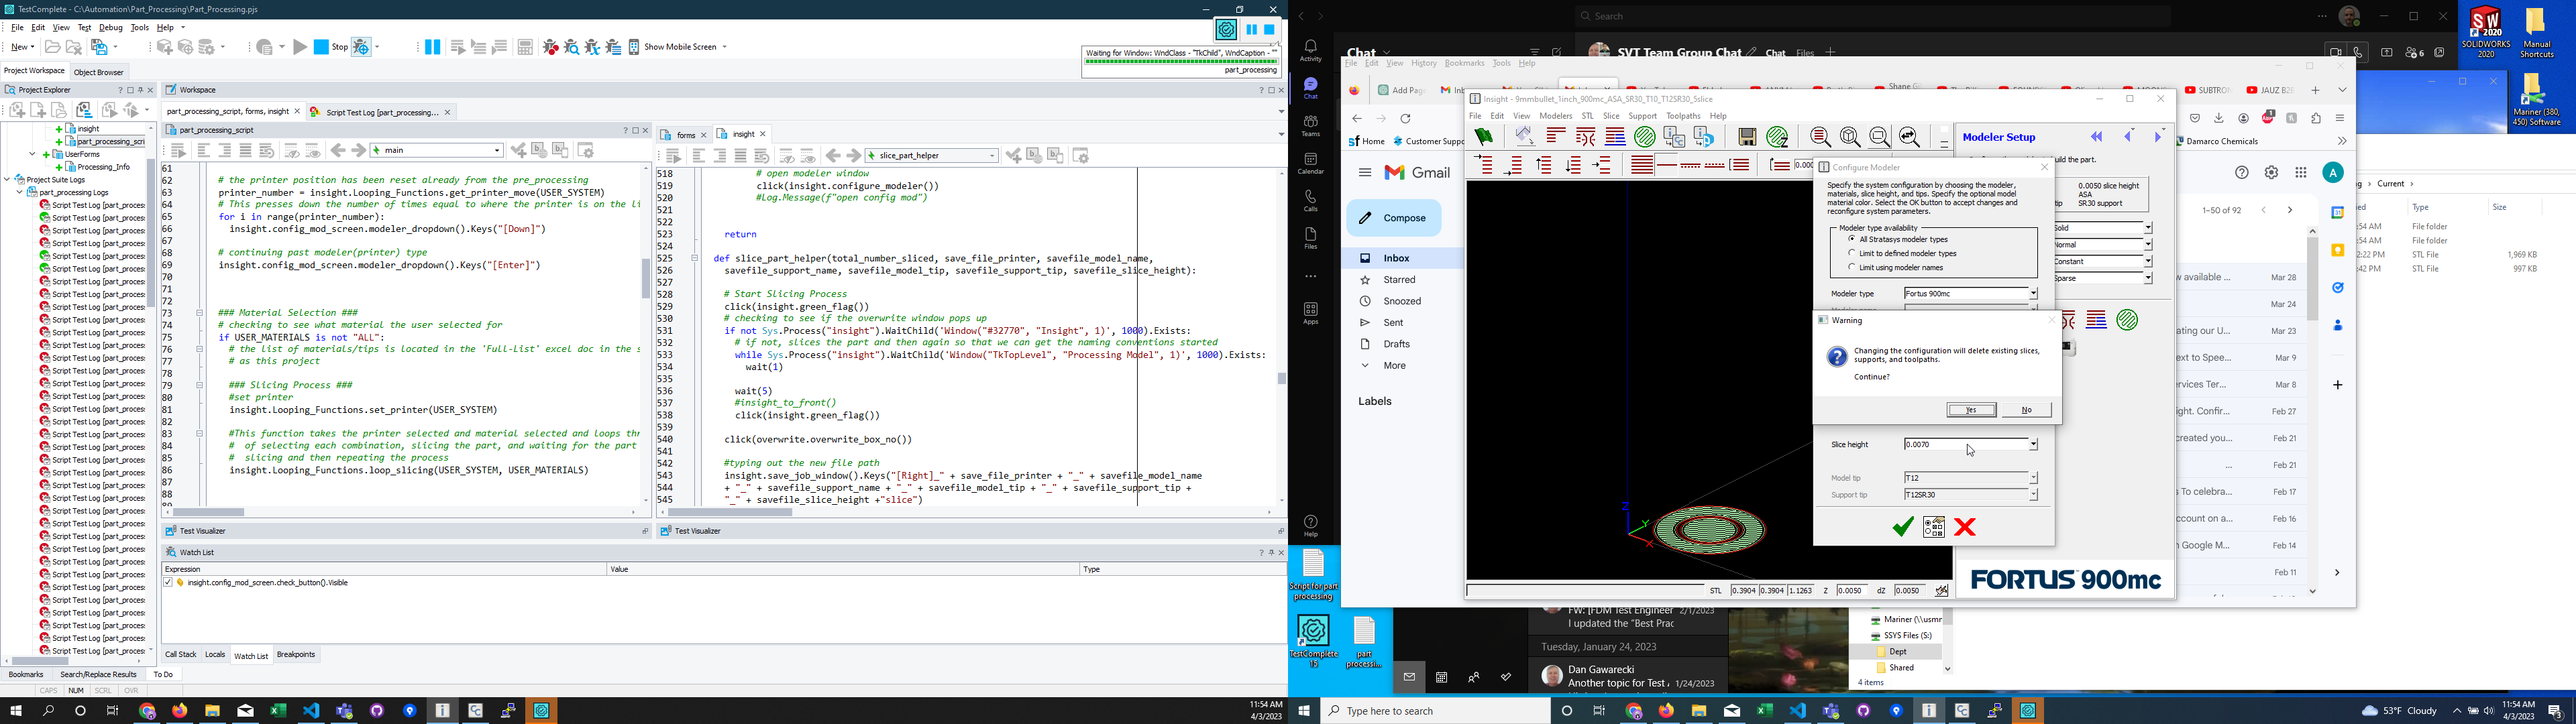 TestComplete - C:\Automation\Part_Processing\Part_Processing.pjs
File Edit View Test Debug Tools Help
New
Stop
Show Mobile Screen
Waiting for Window: WndClass - "TkChild", WndCaption - ""
part_processing
Project Workspace Object Browser
Project Explorer
Workspace
part_processing_script, forms, insight
Script Test Log [part_processing...
insight
part_processing_scri
UserForms
Processing_Info
Project Suite Logs
part_processing Logs
Script Test Log [part_proces
part_processing_script
main
61
62 # the printer position has been reset already from the pre_processing
63 printer_number = insight.Looping_Functions.get_printer_move(USER_SYSTEM)
64 # This presses down the number of times equal to where the printer is on the li
65 for i in range(printer_number):
66 insight.config_mod_screen.modeler_dropdown().Keys("[Down]")
67
68 # continuing past modeler(printer) type
69 insight.config_mod_screen.modeler_dropdown().Keys("[Enter]")
70
71
72
73 ### Material Selection ###
74 # checking to see what material the user selected for
75 if USER_MATERIALS is not "ALL":
76 # the list of materials/tips is located in the 'Full-List' excel doc in the s
77 # as this project
78
79 ### Slicing Process ###
80 #set printer
81 insight.Looping_Functions.set_printer(USER_SYSTEM)
82
83 #This function takes the printer selected and material selected and loops thr
84 # of selecting each combination, slicing the part, and waiting for the part
85 # slicing and then repeating the process
86 insight.Looping_Functions.loop_slicing(USER_SYSTEM, USER_MATERIALS)
87
88
forms insight
slice_part_helper
518 # open modeler window
519 click(insight.configure_modeler())
520 #Log.Message(f"open config mod")
521
522
523 return
524
525 def slice_part_helper(total_number_sliced, save_file_printer, savefile_model_name,
526 savefile_support_name, savefile_model_tip, savefile_support_tip, savefile_slice_height):
527
528 # Start Slicing Process
529 click(insight.green_flag())
530 # checking to see if the overwrite window pops up
531 if not Sys.Process("insight").WaitChild('Window("#32770", "Insight", 1)', 1000).Exists:
532 # if not, slices the part and then again so that we can get the naming conventions started
533 while Sys.Process("insight").WaitChild('Window("TkTopLevel", "Processing Model", 1)', 1000).Exists:
534 wait(1)
535
536 wait(5)
537 #insight_to_front()
538 click(insight.green_flag())
539
540 click(overwrite.overwrite_box_no())
541
542 #typing out the new file path
543 insight.save_job_window().Keys("[Right]_" + save_file_printer + "_" + savefile_model_name
544 + "_" + savefile_support_name + "_" + savefile_model_tip + "_" + savefile_support_tip +
545 "_" + savefile_slice_height +"slice")
Test Visualizer
Test Visualizer
Watch List
Expression Value Type
insight.config_mod_screen.check_button().Visible
Call Stack Locals Watch List Breakpoints
Bookmarks Search/Replace Results To Do
CAPS NUM SCRL OVR
11:54 AM
4/3/2023
Search
Activity
Chat
Teams
Calendar
Calls
Files
Apps
Help
Chat
SVT Team Group Chat Chat Files
6
File Edit View History Bookmarks Tools Help
Home Customer Suppo
Damarco Chemicals
Gmail
Compose
Inbox
Starred
Snoozed
Sent
Drafts
More
Labels
Insight - 9mmbullet_1inch_900mc_ASA_SR30_T10_T12SR30_5slice
File Edit View Modelers STL Slice Support Toolpaths Help
Modeler Setup
0.0050 slice height
ASA
SR30 support
Solid
Normal
Constant
Sparse
Configure Modeler
Specify the system configuration by choosing the modeler,
materials, slice height, and tips. Specify the optional model
material color. Select the OK button to accept changes and
reconfigure system parameters.
Modeler type availability
All Stratasys modeler types
Limit to defined modeler types
Limit using modeler names
Modeler type Fortus 900mc
Warning
Changing the configuration will delete existing slices,
supports, and toolpaths.
Continue?
Yes No
Slice height 0.0070
Model tip T12
Support tip T12SR30
FORTUS 900mc
STL 0.3904 0.3904 1.1263 Z 0.0050 dZ 0.0050
Z
Y
X
1–50 of 92
Mar 28
Mar 24
Mar 23
Mar 9
Mar 8
Feb 27
Feb 21
Feb 21
Feb 17
Feb 16
Feb 14
Feb 11
Current
Type Size
File folder
File folder
STL File 1,969 KB
STL File 997 KB
SOLIDWORKS
2020
Manual
Shortcuts
Mariner (380,
450) Software
Script for part
processing
TestComplete
15
part
processi...
FW: [FDM Test Engineer 2/1/2023
I updated the "Best Prac
Tuesday, January 24, 2023
Dan Gawarecki
Another topic for Test 1/24/2023
Mariner (\\usmr
SSYS Files (S:)
Dept
Shared
4 items
Type here to search
53°F Cloudy
11:54 AM
4/3/2023